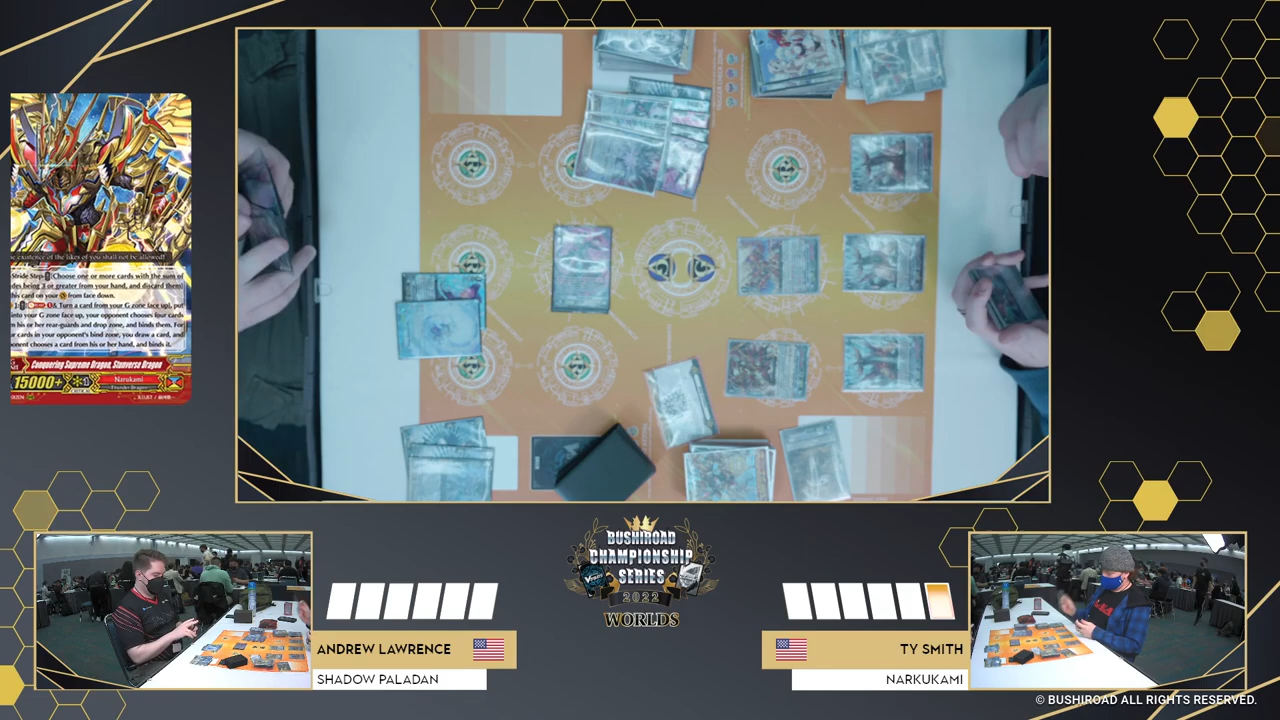 e existence of the likes of you shall not be allowed!
Stride Step- Choose one or more cards with the sum of
des being 3 or greater from your hand, and discard them]
his card on your from face down.
Turn a card from your G zone face up], put
into your G zone face up, your opponent chooses four cards
m his or her rear-guards and drop zone, and binds them. For
ur cards in your opponent's bind zone, you draw a card, and
onent chooses a card from his or her hand, and binds it.
Conquering Supreme Dragon, Stunverse Dragon
15000+
Narukami
Thunder Dragon
BUSHIROAD
CHAMPIONSHIP
SERIES
2022
WORLDS
ANDREW LAWRENCE
SHADOW PALADAN
TY SMITH
NARKUKAMI
© BUSHIROAD ALL RIGHTS RESERVED.